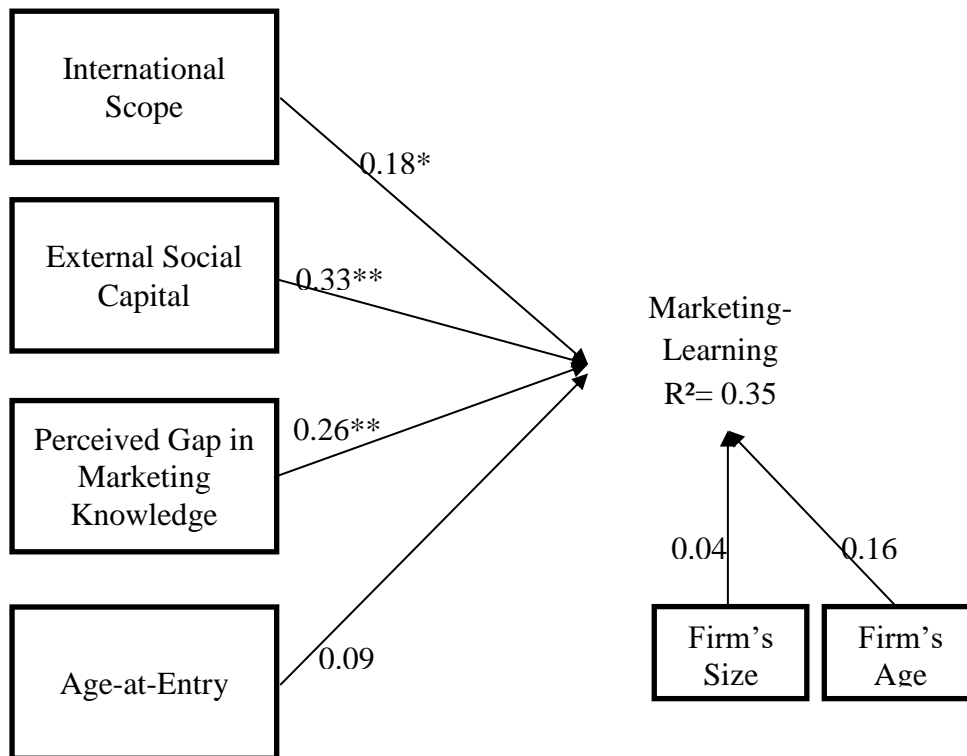 International
Scope
0.18*
External Social
Capital
0.33**
Marketing-
Learning
R²= 0.35
Perceived Gap in
Marketing
Knowledge
0.26**
Age-at-Entry
0.09
0.04
0.16
Firm’s
Size
Firm’s
Age